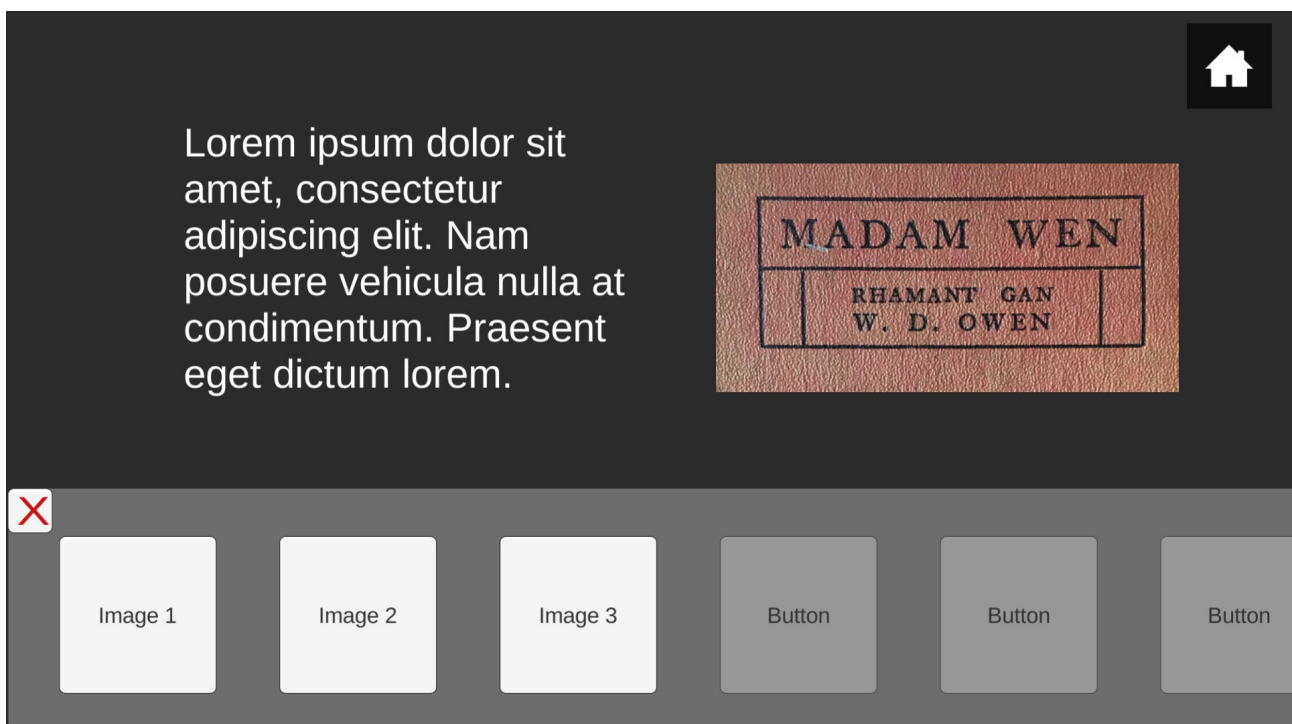 Lorem ipsum dolor sit
amet, consectetur
adipiscing elit. Nam
posuere vehicula nulla at
condimentum. Praesent
eget dictum lorem.
MADAM WEN
RHAMANT GAN
W. D. OWEN
Image 1
Image 2
Image 3
Button
Button
Button